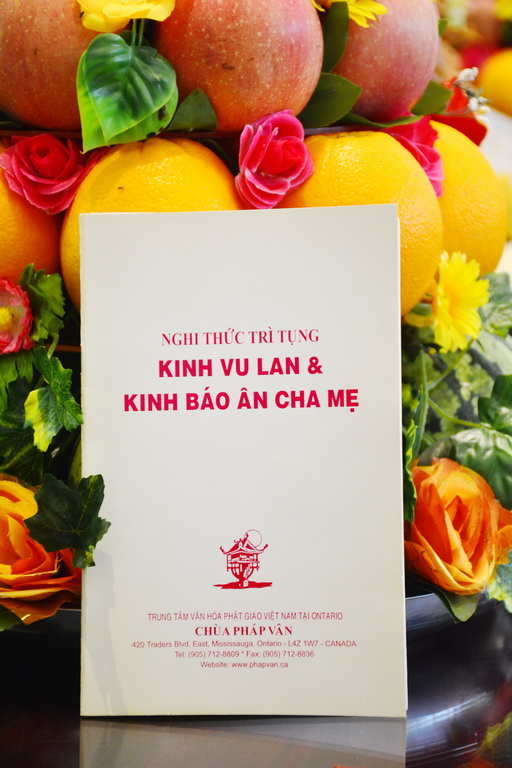 NGHI THỨC TRÌ TỤNG
KINH VU LAN &
KINH BÁO ÂN CHA MẸ
TRUNG TÂM VĂN HÓA PHẬT GIÁO VIỆT NAM TẠI ONTARIO
CHÙA PHÁP VÂN
420 Traders Blvd. East, Mississauga, Ontario - L4Z 1W7 - CANADA
Tel: (905) 712-8809 * Fax: (905) 712-8836
Website: www.phapvan.ca